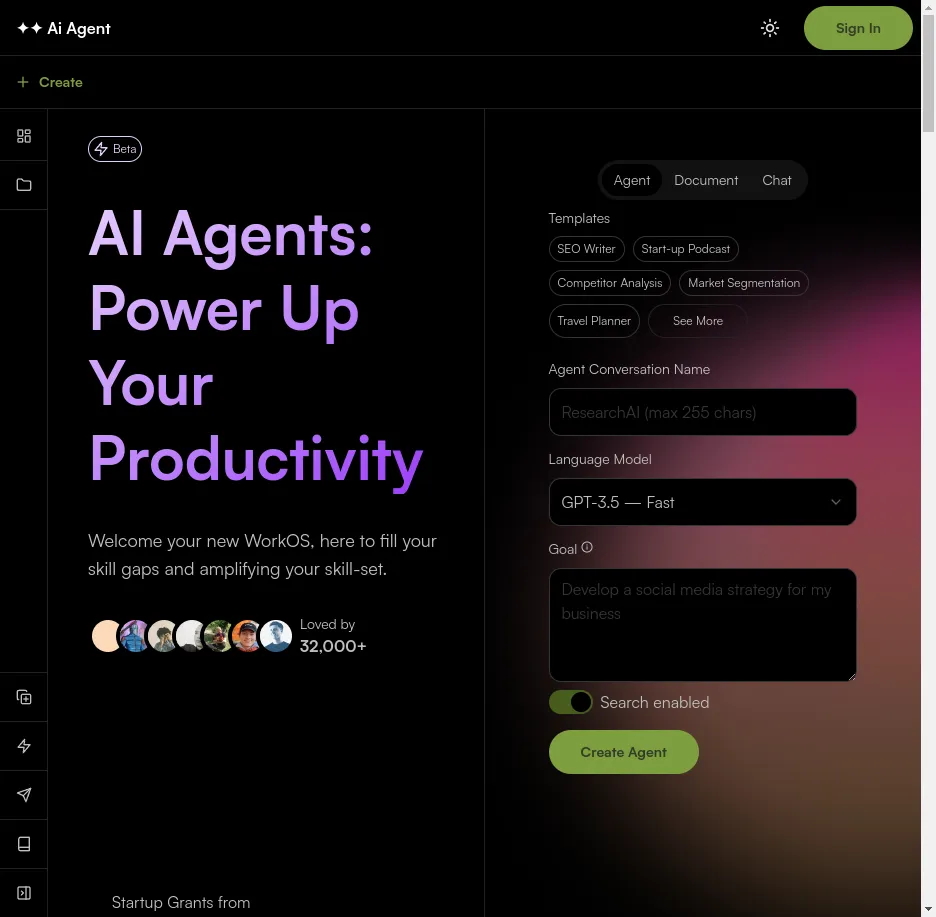 Ai Agent
Sign In
Create
Beta
AI Agents:
Power Up
Your
Productivity
Welcome your new WorkOS, here to fill your
skill gaps and amplifying your skill-set.
Loved by
32,000+
Startup Grants from
Agent Document Chat
Templates
SEO Writer Start-up Podcast
Competitor Analysis Market Segmentation
Travel Planner See More
Agent Conversation Name
ResearchAI (max 255 chars)
Language Model
GPT-3.5 — Fast
Goal
Develop a social media strategy for my
business
Search enabled
Create Agent